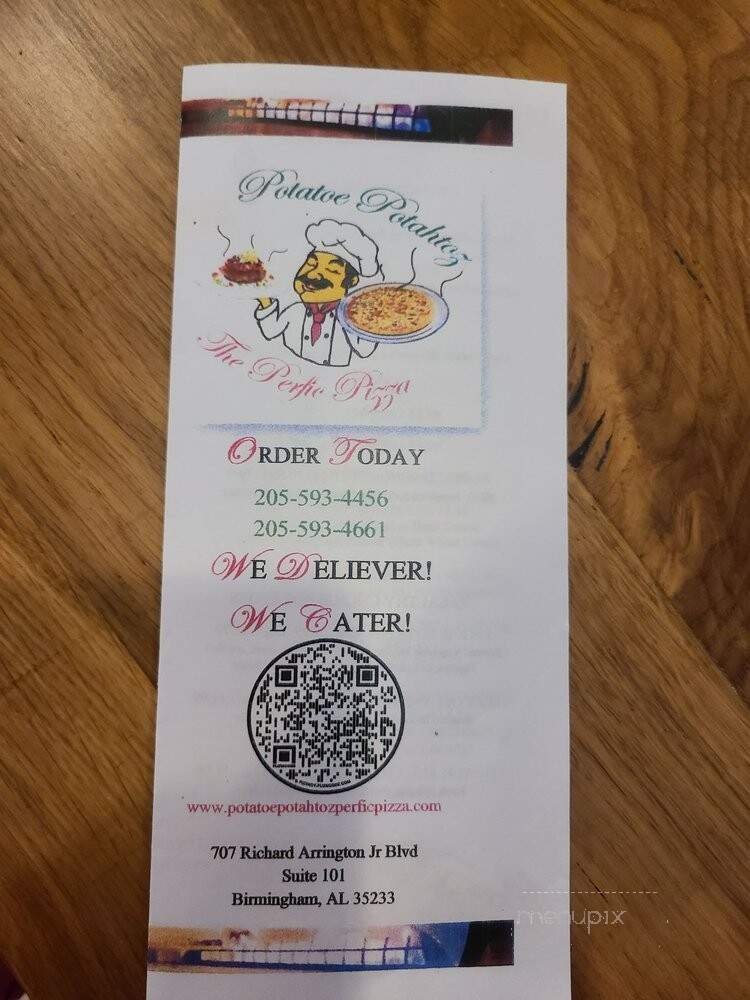 Potatoe Potahtoz
The Perfic Pizza
ORDER TODAY
205-593-4456
205-593-4661
WE DELIEVER!
WE CATER!
www.potatoepotahtozperficpizza.com
707 Richard Arrington Jr Blvd
Suite 101
Birmingham, AL 35233
menupix